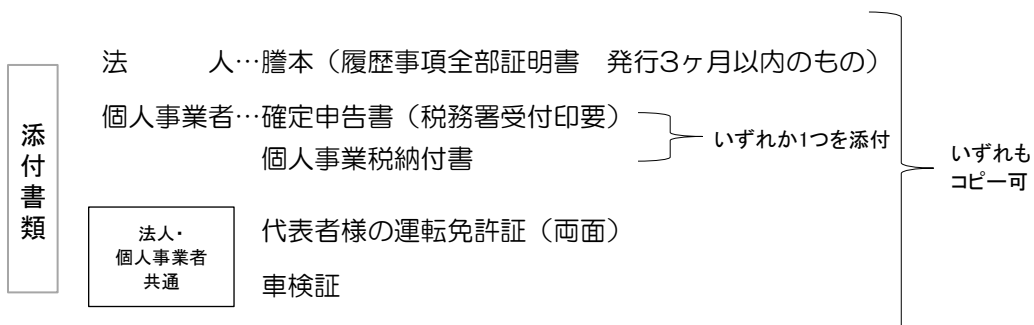 添付書類
法　　　人…謄本（履歴事項全部証明書　発行3ヶ月以内のもの）
個人事業者…確定申告書（税務署受付印要）
個人事業税納付書
いずれか1つを添付
法人・
個人事業者
共通
代表者様の運転免許証（両面）
車検証
いずれも
コピー可